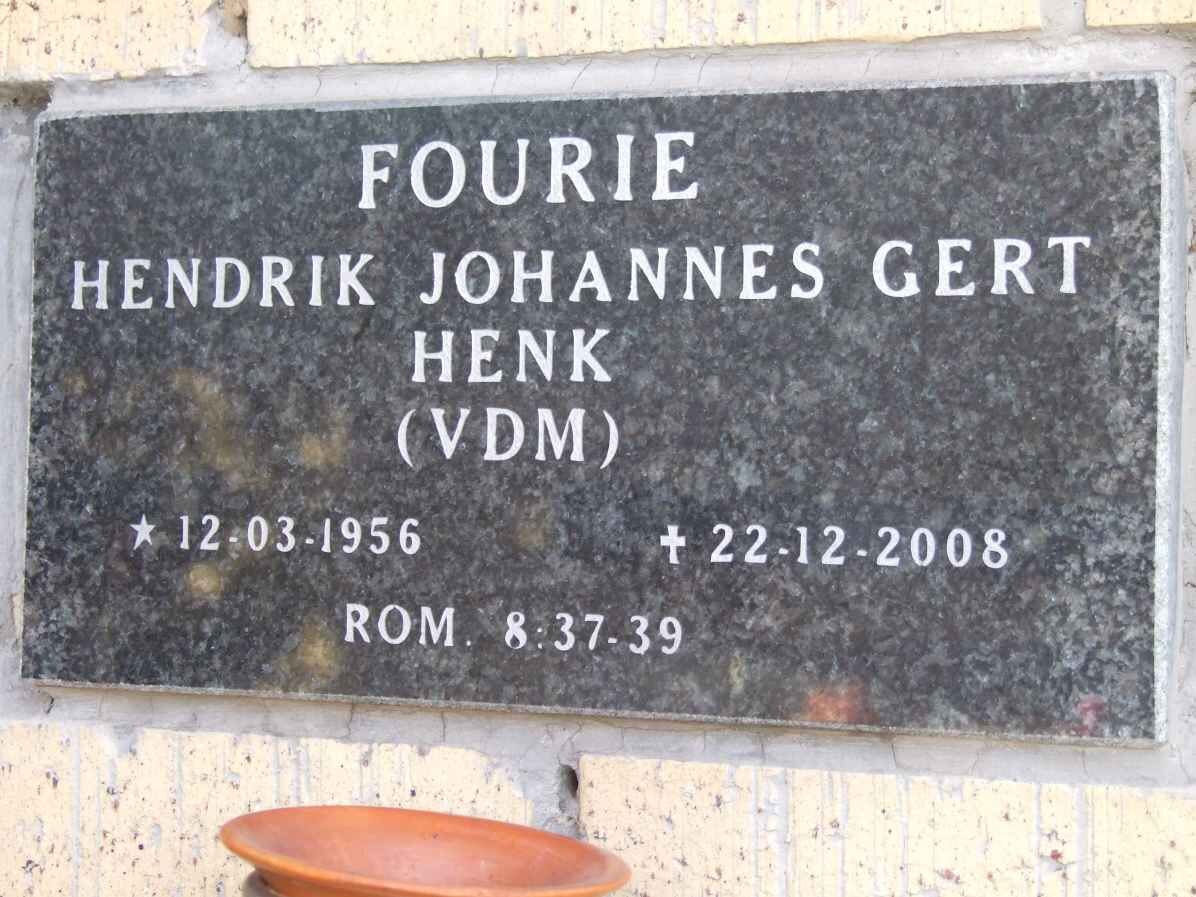 FOURIE
HENDRIK JOHANNES GERT
HENK
(VDM)
★ 12-03-1956 ✝ 22-12-2008
ROM. 8:37-39